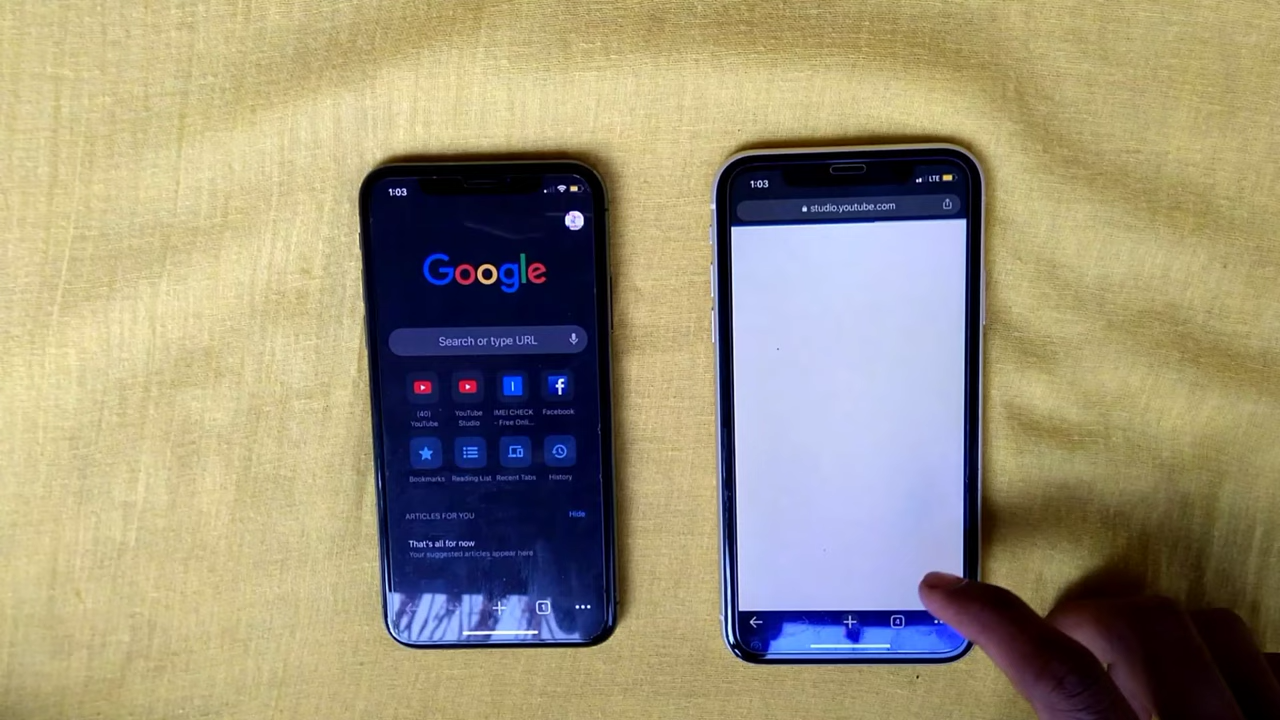 1:03
Google
Search or type URL
(40)
YouTube
YouTube
Studio
IMEI CHECK
- Free Onli...
Facebook
Bookmarks
Reading List
Recent Tabs
History
ARTICLES FOR YOU
Hide
That's all for now
Your suggested articles appear here
1
1:03
LTE
studio.youtube.com
4